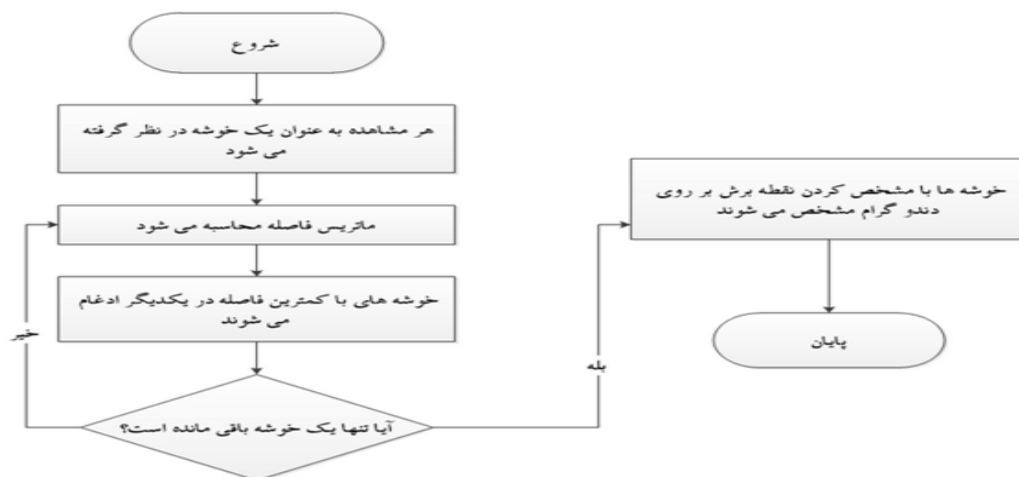 شروع
هر مشاهده به عنوان یک خوشه در نظر گرفته
می شود
ماتریس فاصله محاسبه می شود
خوشه های با کمترین فاصله در یکدیگر ادغام
می شوند
آیا تنها یک خوشه باقی مانده است؟
خیر
بله
خوشه ها با مشخص کردن نقطه برش بر روی
دندو گرام مشخص می شوند
پایان